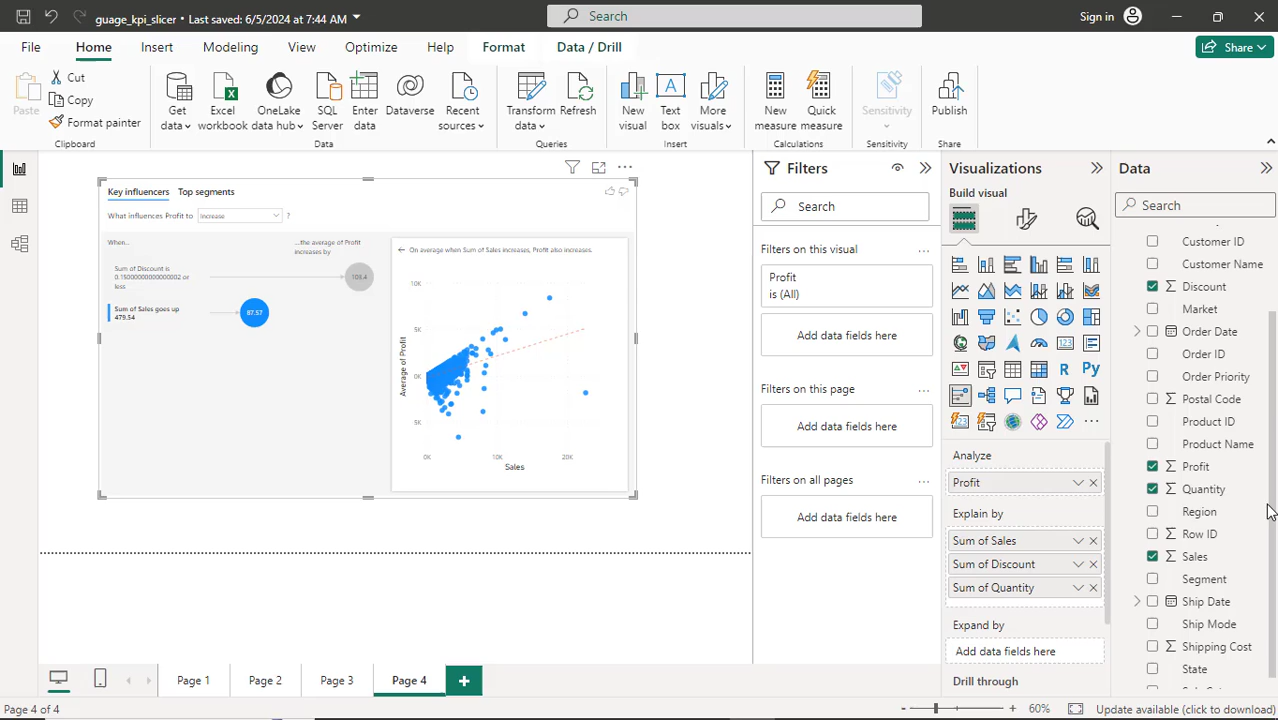 guage_kpi_slicer • Last saved: 6/5/2024 at 7:44 AM
Search
Sign in
File
Home
Insert
Modeling
View
Optimize
Help
Format
Data / Drill
Share
Paste
Cut
Copy
Format painter
Get data
Excel workbook
OneLake data hub
SQL Server
Enter data
Dataverse
Recent sources
Transform data
Refresh
New visual
Text box
More visuals
New measure
Quick measure
Sensitivity
Publish
Clipboard
Data
Queries
Insert
Calculations
Sensitivity
Share
Key influencers
Top segments
What influences Profit to
Increase
?
When...
...the average of Profit
increases by
Sum of Discount is
0.15000000000000002 or
less
108.4
Sum of Sales goes up
479.54
87.57
On average when Sum of Sales increases, Profit also increases.
10K
5K
0K
5K
Average of Profit
0K
10K
20K
Sales
Filters
Search
Filters on this visual
Profit
is (All)
Add data fields here
Filters on this page
Add data fields here
Filters on all pages
Add data fields here
Visualizations
Build visual
R
Py
123
123
Analyze
Profit
Explain by
Sum of Sales
Sum of Discount
Sum of Quantity
Expand by
Add data fields here
Drill through
Data
Search
Customer ID
Customer Name
Discount
Market
Order Date
Order ID
Order Priority
Postal Code
Product ID
Product Name
Profit
Quantity
Region
Row ID
Sales
Segment
Ship Date
Ship Mode
Shipping Cost
State
Page 1
Page 2
Page 3
Page 4
Page 4 of 4
60%
Update available (click to download)